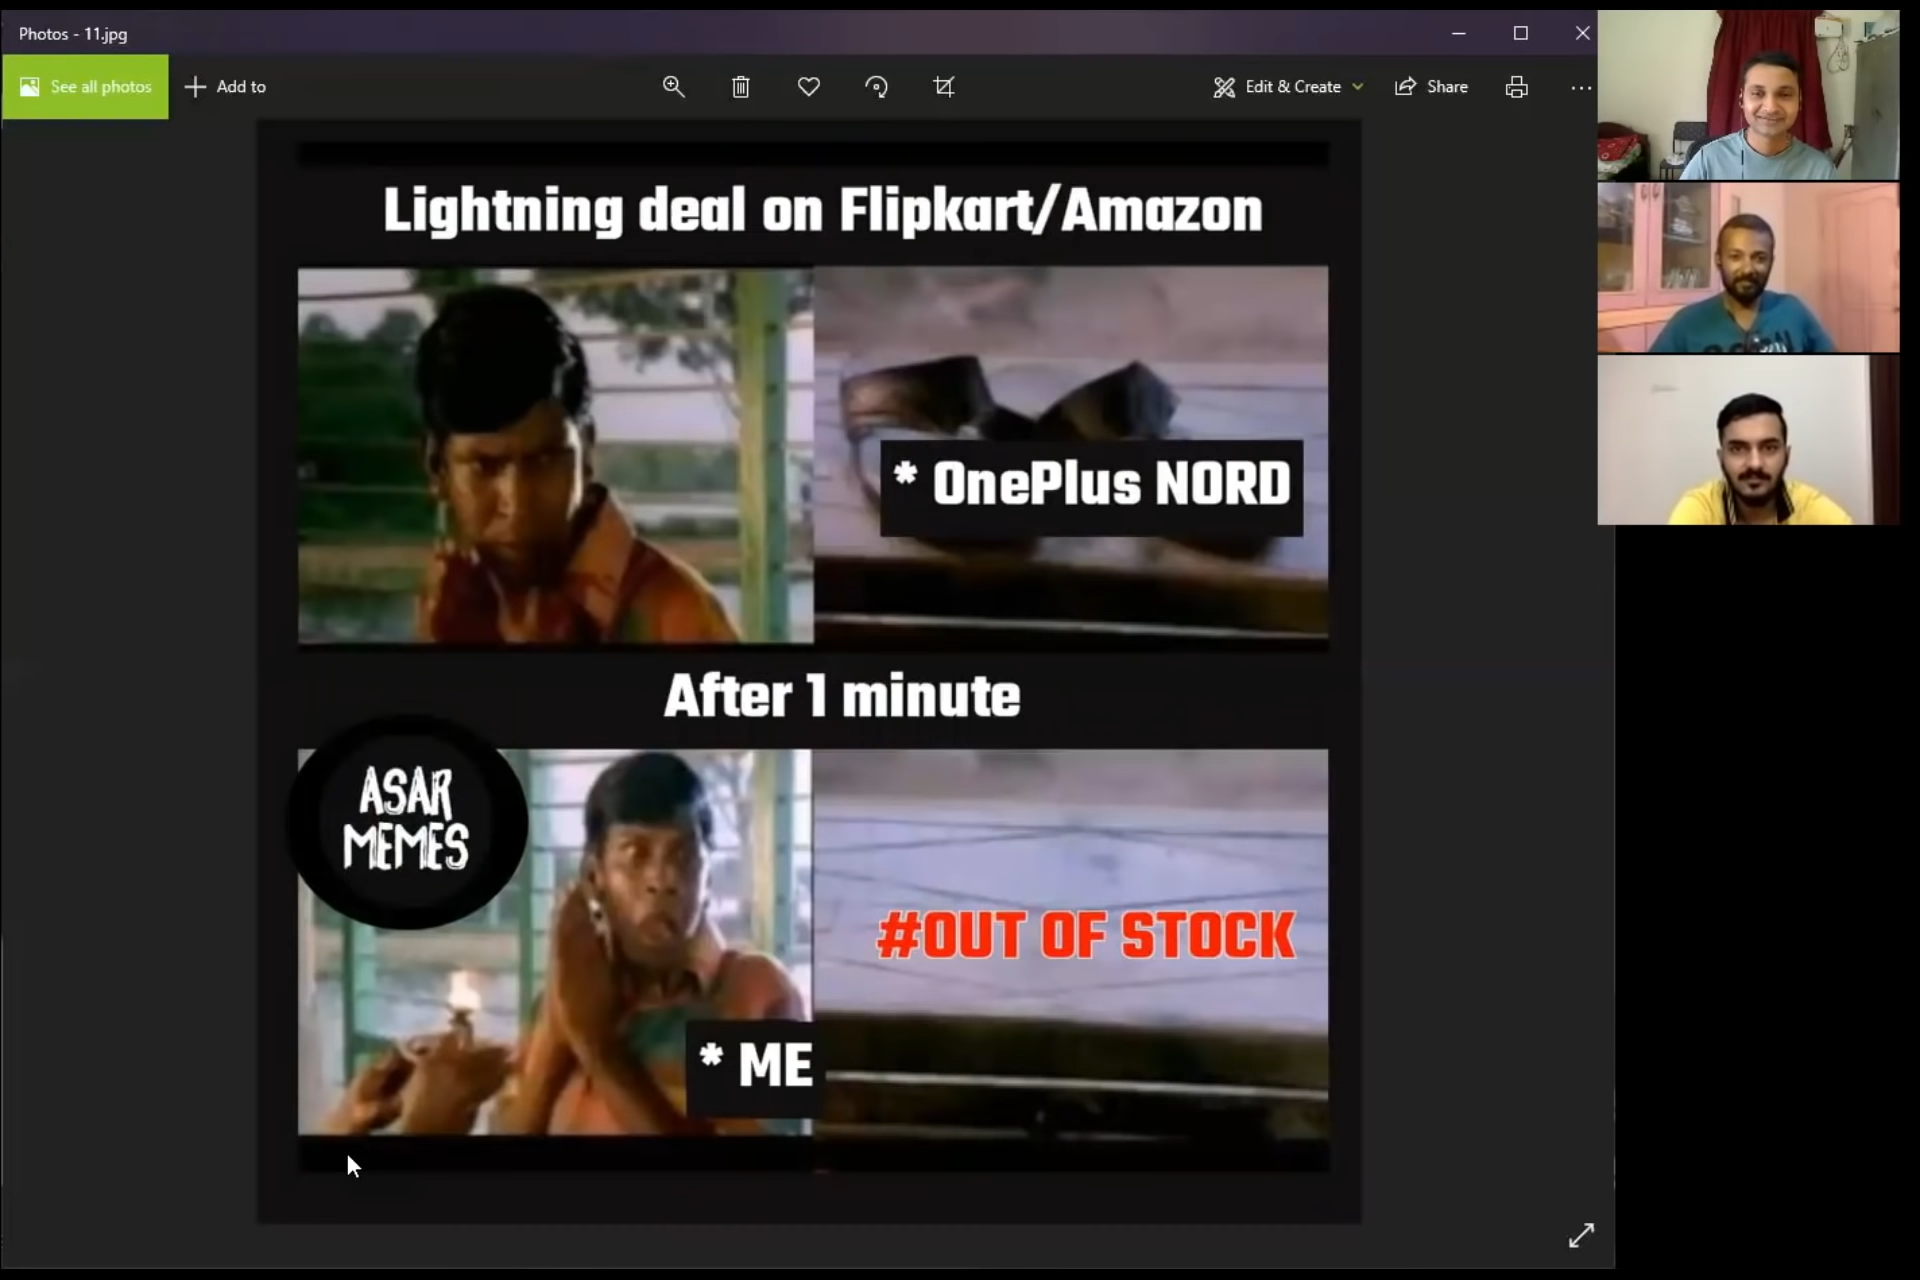 Photos - 11.jpg
See all photos
Add to
Edit & Create
Share
Lightning deal on Flipkart/Amazon
* OnePlus NORD
After 1 minute
ASAR
MEMES
#OUT OF STOCK
* ME